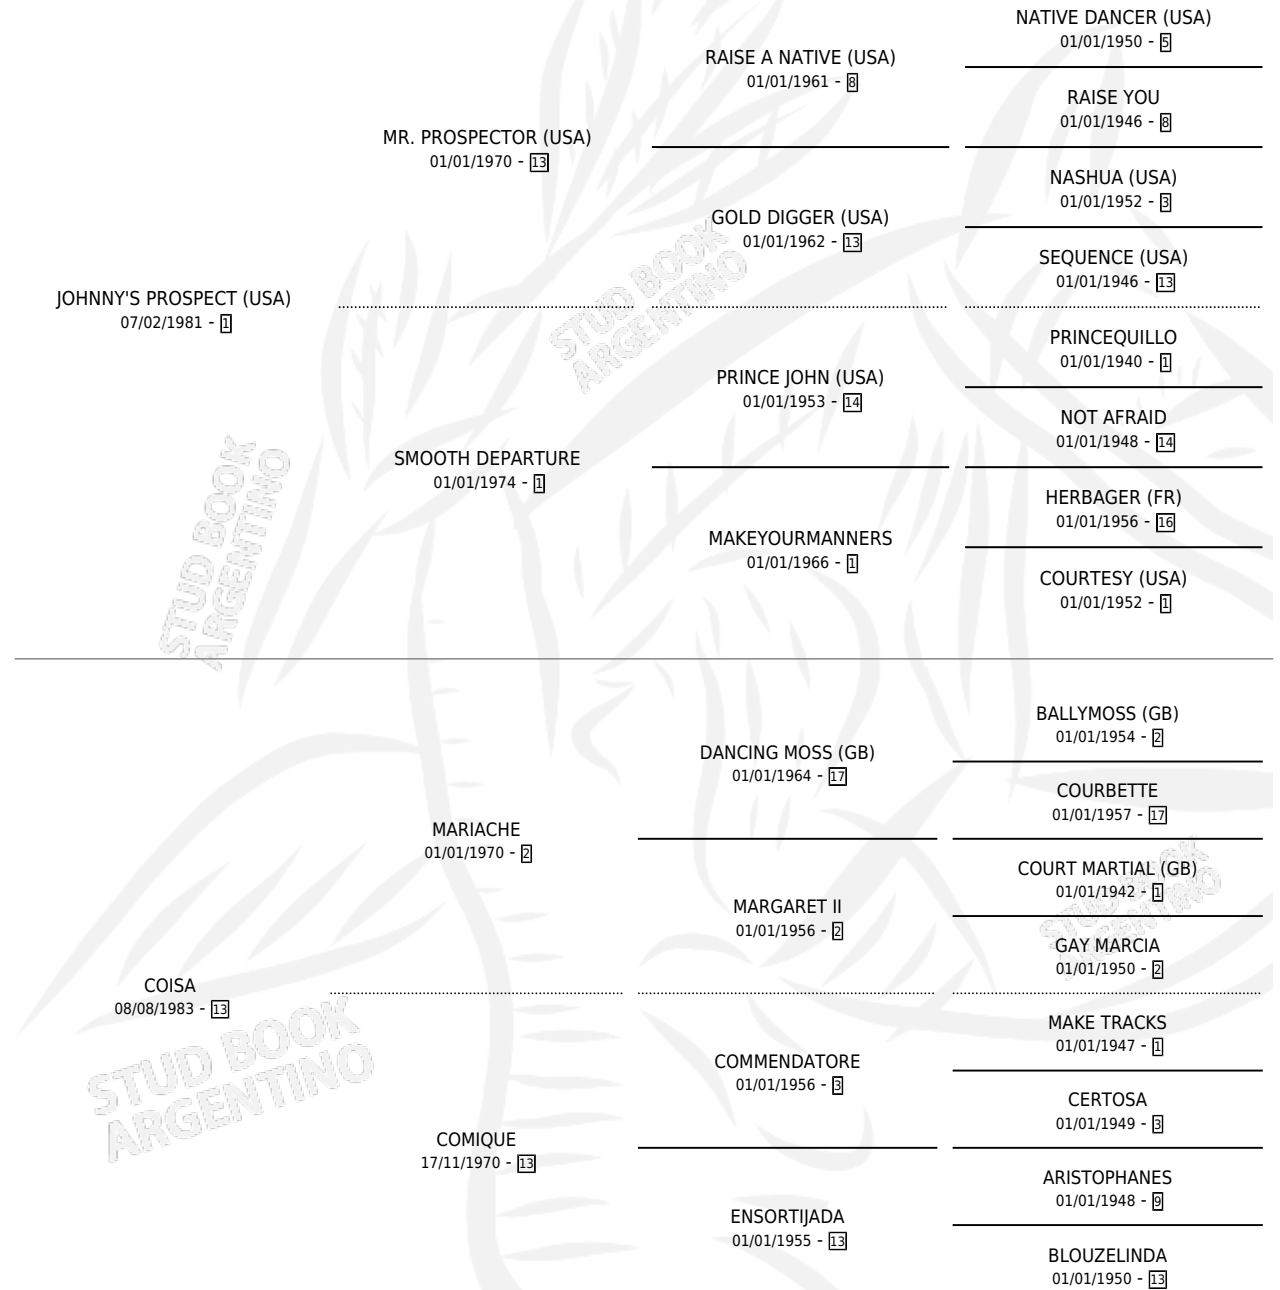 NATIVE DANCER (USA)
01/01/1950 - 5
RAISE A NATIVE (USA)
01/01/1961 - 8
RAISE YOU
01/01/1946 - 8
MR. PROSPECTOR (USA)
01/01/1970 - 13
NASHUA (USA)
01/01/1952 - 3
GOLD DIGGER (USA)
01/01/1962 - 13
SEQUENCE (USA)
01/01/1946 - 13
JOHNNY'S PROSPECT (USA)
07/02/1981 - 1
STUD BOOK
ARGENTINO
PRINCEQUILLO
01/01/1940 - 1
PRINCE JOHN (USA)
01/01/1953 - 14
NOT AFRAID
01/01/1948 - 14
SMOOTH DEPARTURE
01/01/1974 - 1
HERBAGER (FR)
01/01/1956 - 16
MAKEYOURMANNERS
01/01/1966 - 1
COURTESY (USA)
01/01/1952 - 1
STUD BOOK
ARGENTINO
BALLYMOSS (GB)
01/01/1954 - 2
DANCING MOSS (GB)
01/01/1964 - 17
COURBETTE
01/01/1957 - 17
MARIACHE
01/01/1970 - 2
COURT MARTIAL (GB)
01/01/1942 - 1
MARGARET II
01/01/1956 - 2
GAY MARCIA
01/01/1950 - 2
STUD BOOK
ARGENTINO
COISA
08/08/1983 - 13
STUD BOOK
ARGENTINO
MAKE TRACKS
01/01/1947 - 1
COMMENDATORE
01/01/1956 - 3
CERTOSA
01/01/1949 - 3
COMIQUE
17/11/1970 - 13
ARISTOPHANES
01/01/1948 - 9
ENSORTIJADA
01/01/1955 - 13
BLOUZELINDA
01/01/1950 - 13